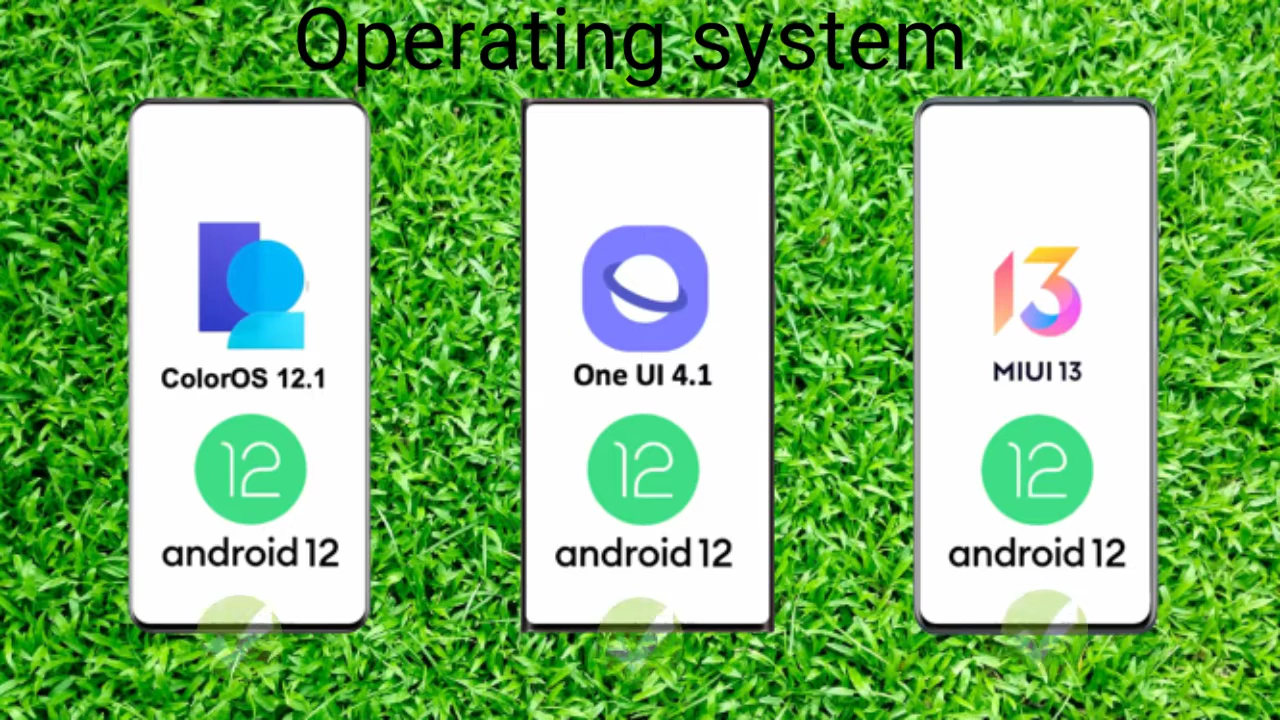 Operating system
ColorOS 12.1
One UI 4.1
13
MIUI 13
12
12
12
android 12
android 12
android 12